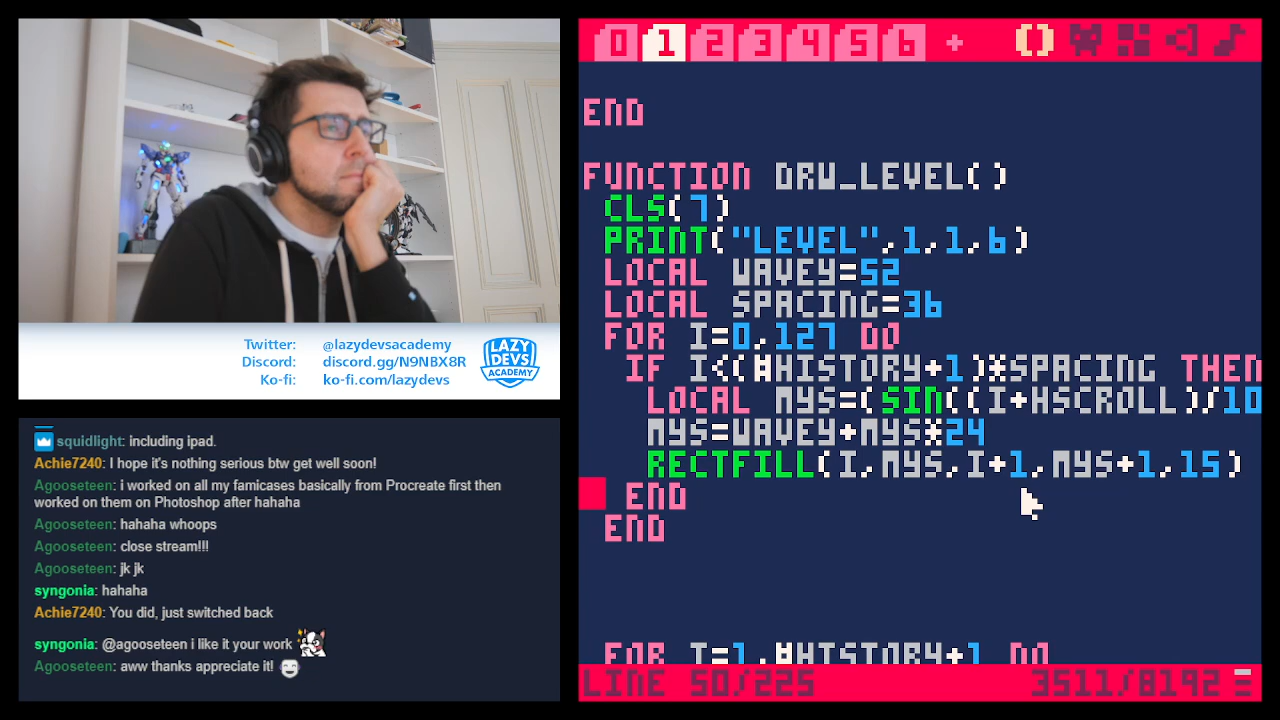 Twitter: @lazydevsacademy
Discord: discord.gg/N9NBX8R
Ko-fi: ko-fi.com/lazydevs
LAZY
DEVS
ACADEMY
squidlight: including ipad.
Achie7240: I hope it's nothing serious btw get well soon!
Agooseteen: i worked on all my famicases basically from Procreate first then
worked on them on Photoshop after hahaha
Agooseteen: hahaha whoops
Agooseteen: close stream!!!
Agooseteen: jk jk
syngonia: hahaha
Achie7240: You did, just switched back
syngonia: @agooseteen i like it your work
Agooseteen: aww thanks appreciate it!
0 1 2 3 4 5 6 +
END
FUNCTION DRW_LEVEL()
CLS(7)
PRINT("LEVEL",1,1,6)
LOCAL WAVEY=52
LOCAL SPACING=36
FOR I=0,127 DO
IF I<(#HISTORY+1)*SPACING THEN
LOCAL MYS=(SIN((I+HSCROLL)/10
MYS=WAVEY+MYS*24
RECTFILL(I,MYS,I+1,MYS+1,15)
END
END
FOR I=1,#HISTORY+1 DO
LINE 50/225 3511/8192